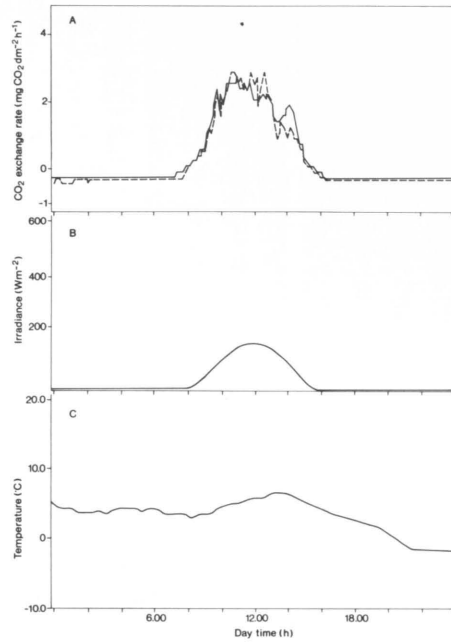 A
CO2 exchange rate (mg CO2 dm-2 h-1)
4
2
0
-1
B
Irradiance (Wm-2)
600
400
200
C
Temperature (°C)
20.0
10.0
0
-10.0
6.00 12.00 18.00
Day time (h)